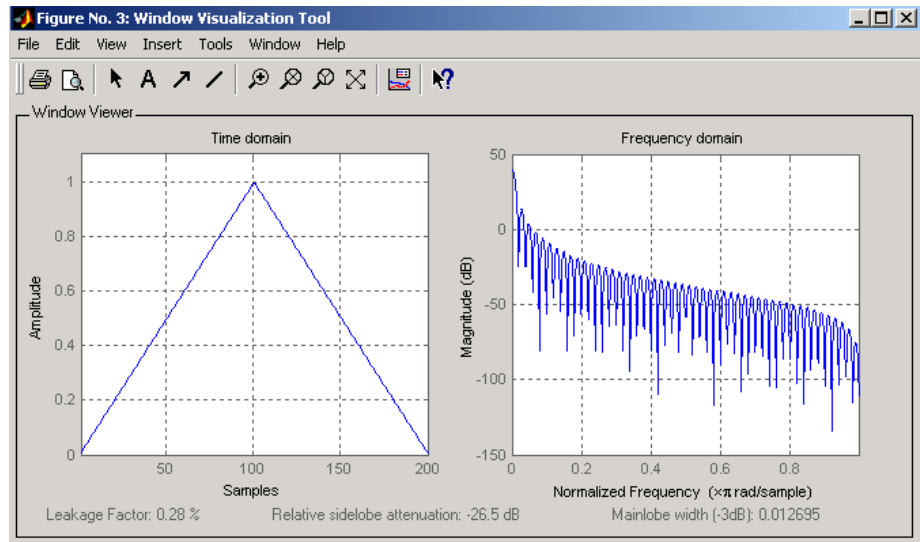 Figure No. 3: Window Visualization Tool
File Edit View Insert Tools Window Help
A
Window Viewer
Time domain
1
0.8
0.6
0.4
0.2
0
50
100
150
200
Amplitude
Samples
Frequency domain
50
0
-50
-100
-150
0
0.2
0.4
0.6
0.8
Magnitude (dB)
Normalized Frequency (×π rad/sample)
Leakage Factor: 0.28 %
Relative sidelobe attenuation: -26.5 dB
Mainlobe width (-3dB): 0.012695